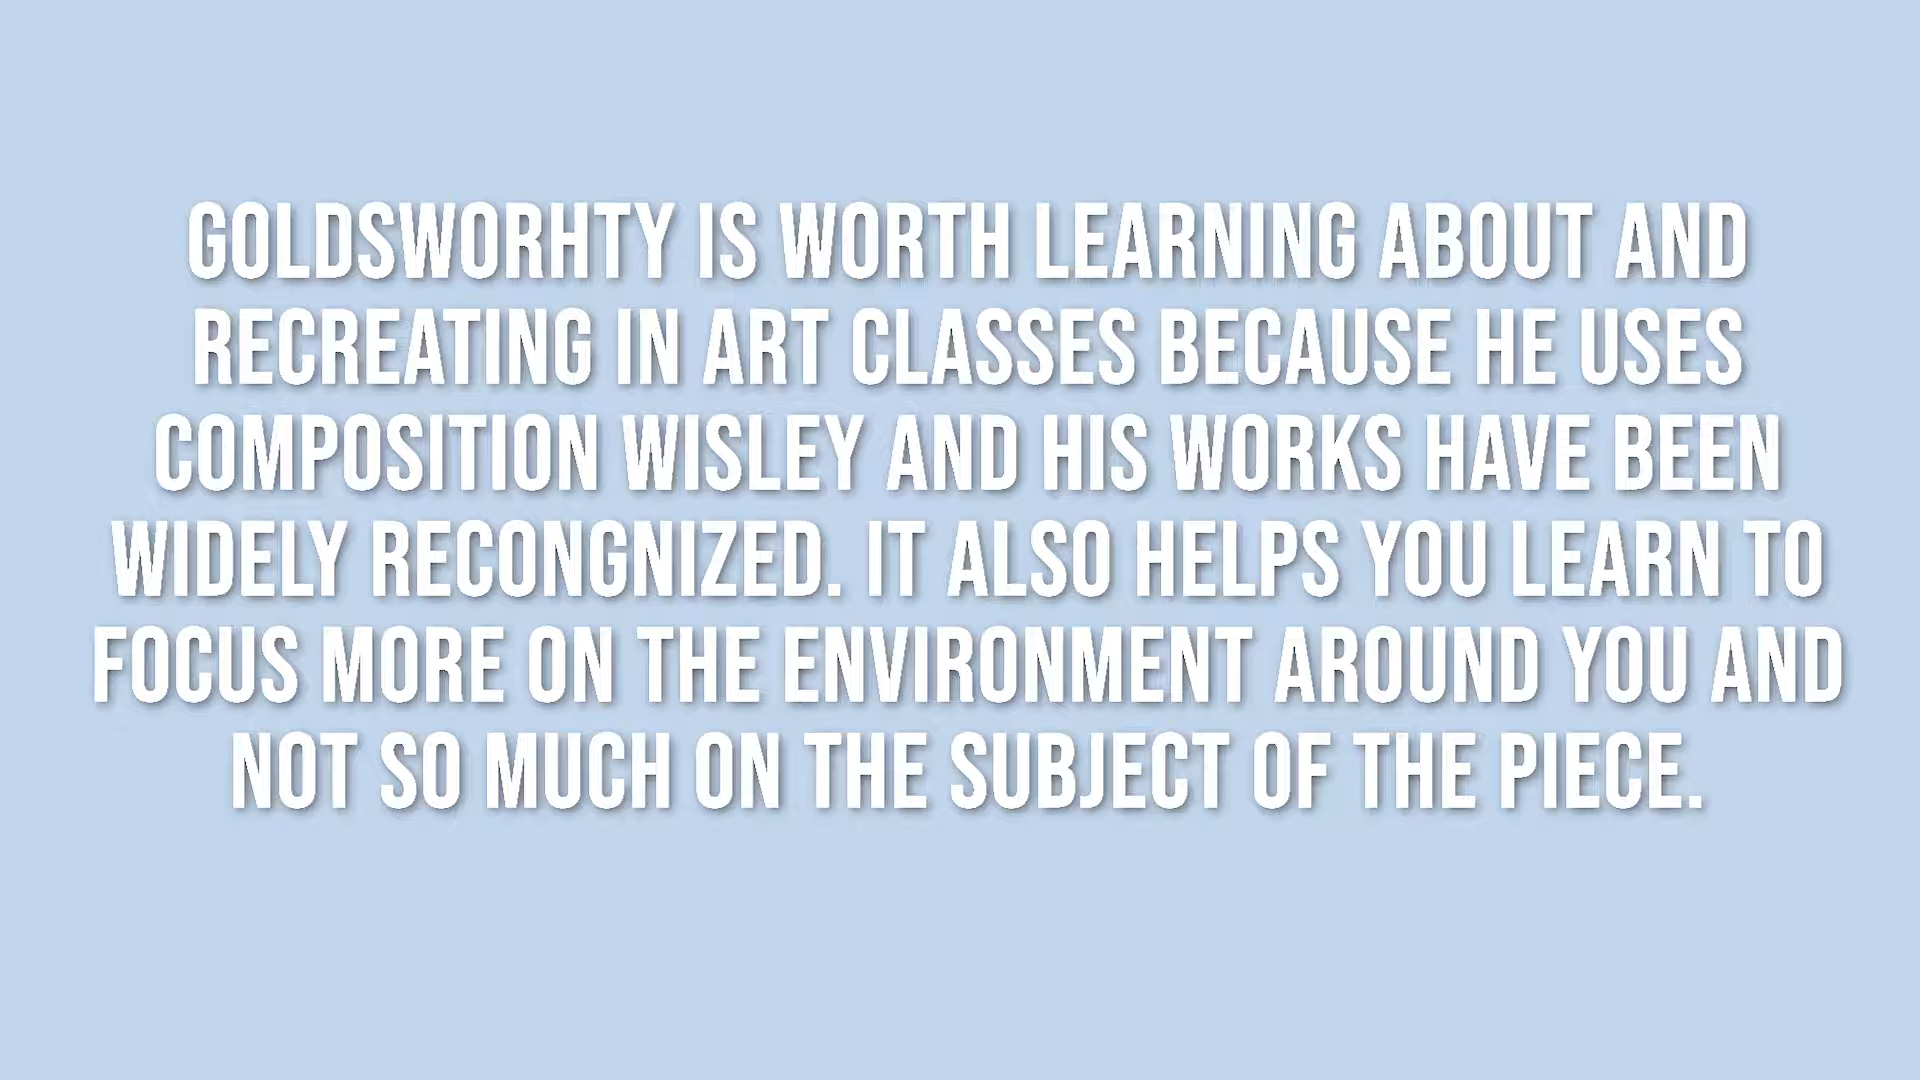 GOLDSWORHTY IS WORTH LEARNING ABOUT AND
RECREATING IN ART CLASSES BECAUSE HE USES
COMPOSITION WISLEY AND HIS WORKS HAVE BEEN
WIDELY RECONGNIZED. IT ALSO HELPS YOU LEARN TO
FOCUS MORE ON THE ENVIRONMENT AROUND YOU AND
NOT SO MUCH ON THE SUBJECT OF THE PIECE.